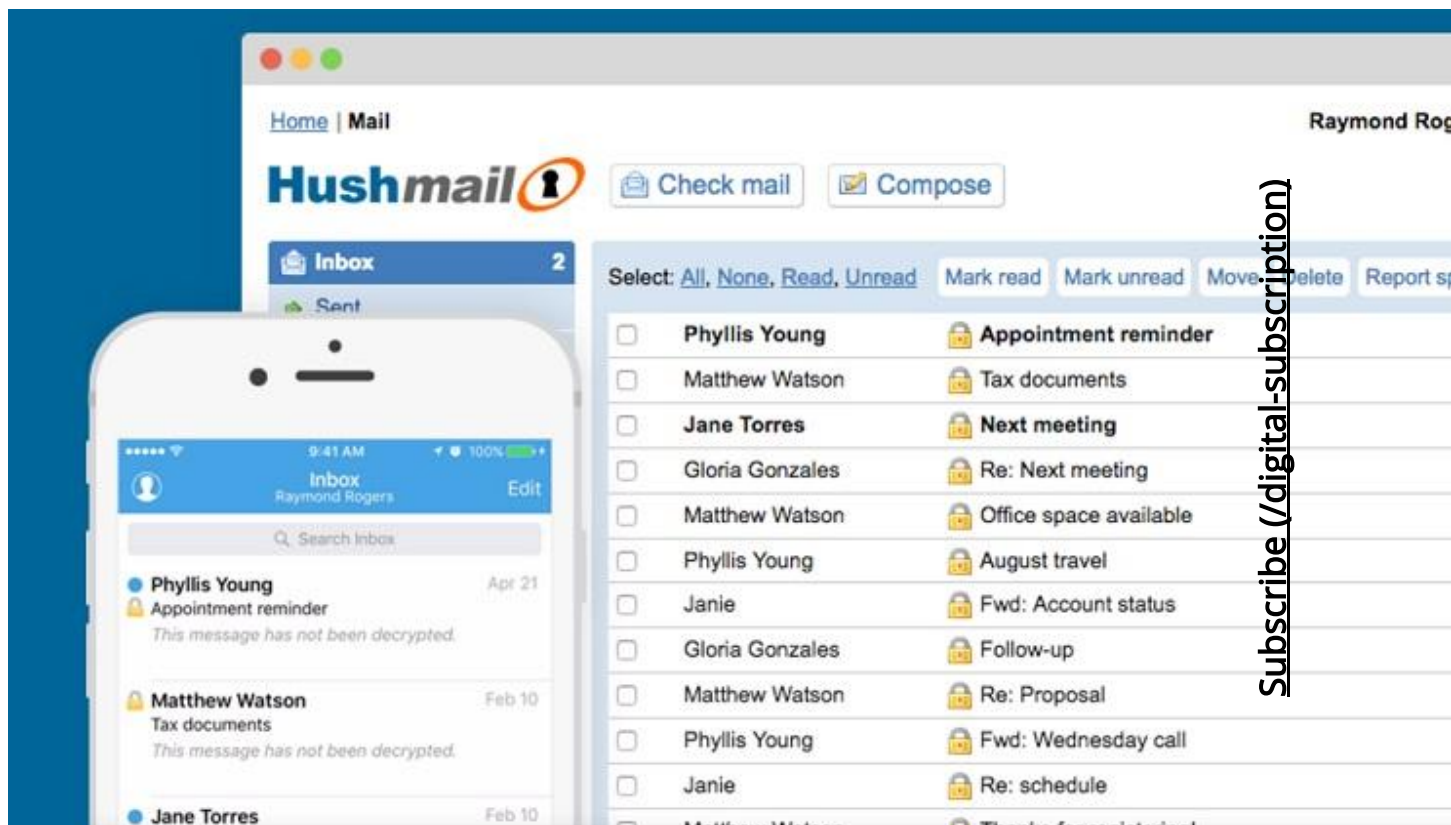 Home | Mail
Raymond Rog
Hushmail
Check mail
Compose
Inbox 2
Sent
Select: All, None, Read, Unread
Mark read
Mark unread
Move
Delete
Report sp
Phyllis Young Appointment reminder
Matthew Watson Tax documents
Jane Torres Next meeting
Gloria Gonzales Re: Next meeting
Matthew Watson Office space available
Phyllis Young August travel
Janie Fwd: Account status
Gloria Gonzales Follow-up
Matthew Watson Re: Proposal
Phyllis Young Fwd: Wednesday call
Janie Re: schedule
9:41 AM
100%
Inbox
Raymond Rogers
Edit
Search Inbox
Phyllis Young Apr 21
Appointment reminder
This message has not been decrypted.
Matthew Watson Feb 10
Tax documents
This message has not been decrypted.
Jane Torres Feb 10
Subscribe (/digital-subscription)